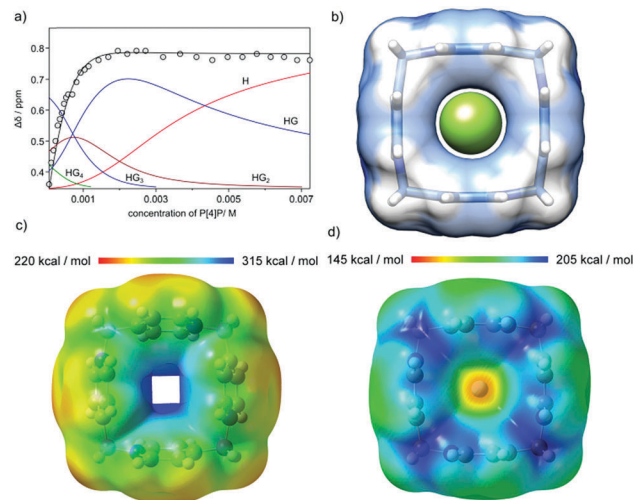 a)
Δδ / ppm
0.8
0.7
0.6
0.5
0.4
H
HG
HG₄
HG₃
HG₂
0.001
0.003
0.005
0.007
concentration of P[4]P/ M
b)
c)
220 kcal / mol
315 kcal / mol
d)
145 kcal / mol
205 kcal / mol